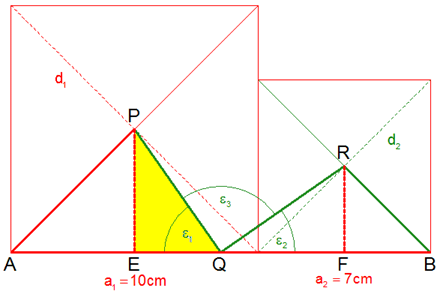 d₁
P
R
d₂
ε₃
ε₁
ε₂
A
E
Q
F
B
a₁ = 10cm
a₂ = 7cm